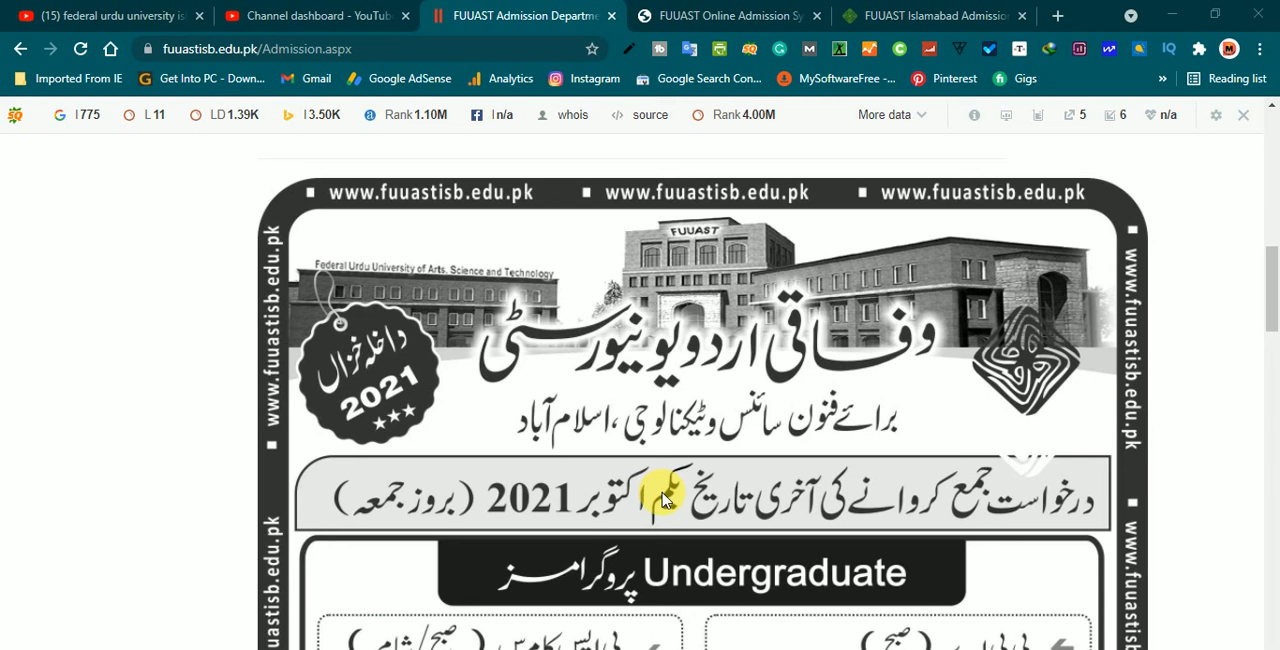 (15) federal urdu university is
Channel dashboard - YouTub
FUUAST Admission Departme
FUUAST Online Admission Sy
FUUAST Islamabad Admissio
fuuastisb.edu.pk/Admission.aspx
Imported From IE
Get Into PC - Down...
Gmail
Google AdSense
Analytics
Instagram
Google Search Con...
MySoftwareFree -...
Pinterest
Gigs
»
Reading list
I 775
L 11
LD 1.39K
I 3.50K
Rank 1.10M
I n/a
whois
source
Rank 4.00M
More data
5
6
n/a
www.fuuastisb.edu.pk
www.fuuastisb.edu.pk
www.fuuastisb.edu.pk
www.fuuastisb.edu.pk
www.fuuastisb.edu.pk
FUUAST
Federal Urdu University of Arts, Science and Technology
داخلہ خزاں
2021
وفاقی اردو یونیورسٹی
برائے فنون سائنس و ٹیکنالوجی، اسلام آباد
درخواست جمع کروانے کی آخری تاریخ یکم اکتوبر 2021 (بروز جمعہ)
Undergraduate پروگرامز